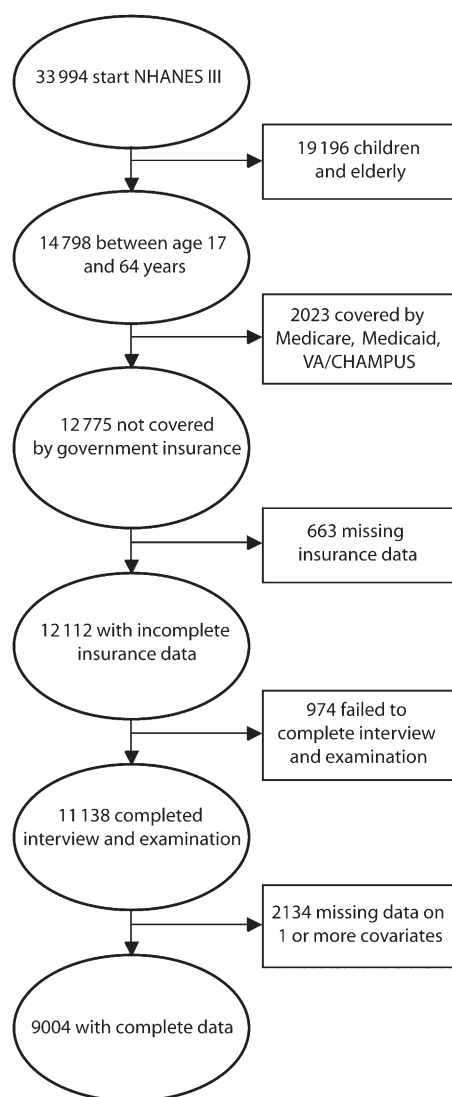 33 994 start NHANES III
19 196 children
and elderly
14 798 between age 17
and 64 years
2023 covered by
Medicare, Medicaid,
VA/CHAMPUS
12 775 not covered
by government insurance
663 missing
insurance data
12 112 with incomplete
insurance data
974 failed to
complete interview
and examination
11 138 completed
interview and examination
2134 missing data on
1 or more covariates
9004 with complete data